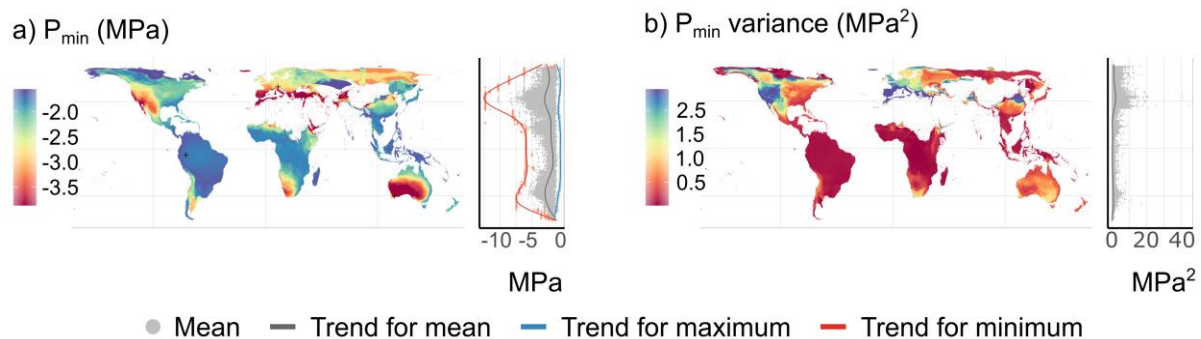 a) Pmin (MPa)
-2.0
-2.5
-3.0
-3.5
-10 -5 0
MPa
b) Pmin variance (MPa²)
2.5
1.5
1.0
0.5
0 20 40
MPa²
Mean Trend for mean Trend for maximum Trend for minimum